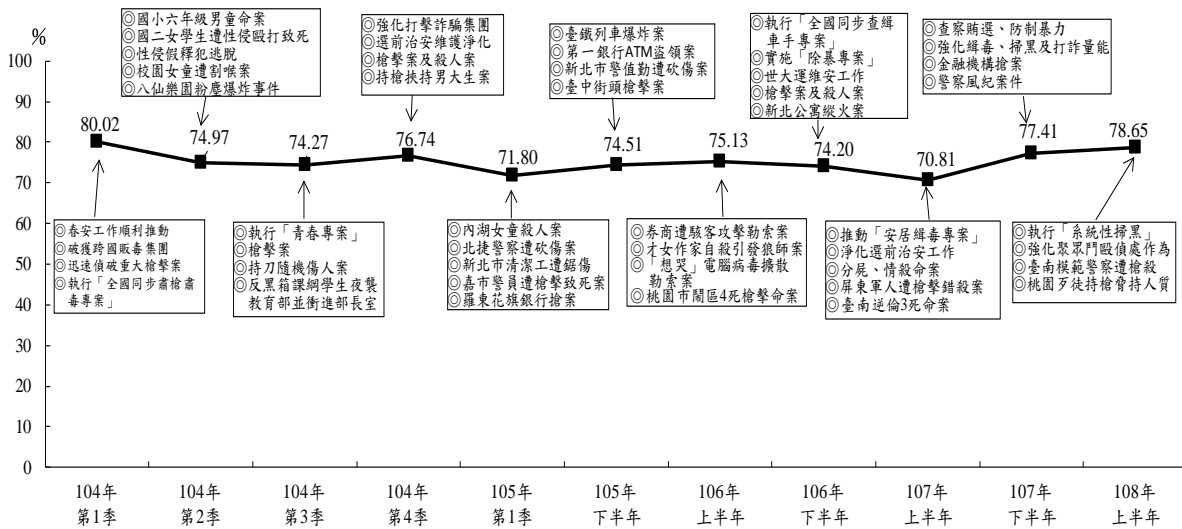 %
100
90
80
70
60
50
40
30
20
10
0
◎國小六年級男童命案
◎國二女學生遭性侵毆打致死
◎性侵假釋犯逃脫
◎校園女童遭割喉案
◎八仙樂園粉塵爆炸事件
◎強化打擊詐騙集團
◎選前治安維護淨化
◎槍擊案及殺人案
◎持槍挾持男大生案
◎臺鐵列車爆炸案
◎第一銀行ATM盜領案
◎新北市警值勤遭砍傷案
◎臺中街頭槍擊案
◎執行「全國同步查緝
車手專案」
◎實施「除暴專案」
◎世大運維安工作
◎槍擊案及殺人案
◎新北公寓縱火案
◎查察賄選、防制暴力
◎強化緝毒、掃黑及打詐量能
◎金融機構搶案
◎警察風紀案件
80.02
74.97
74.27
76.74
71.80
74.51
75.13
74.20
70.81
77.41
78.65
◎春安工作順利推動
◎破獲跨國販毒集團
◎迅速偵破重大槍擊案
◎執行「全國同步肅槍肅
毒專案」
◎執行「青春專案」
◎槍擊案
◎持刀隨機傷人案
◎反黑箱課綱學生夜襲
教育部並衝進部長室
◎內湖女童殺人案
◎北捷警察遭砍傷案
◎新北市清潔工遭鋸傷
◎嘉市警員遭槍擊致死案
◎羅東花旗銀行搶案
◎券商遭駭客攻擊勒索案
◎才女作家自殺引發狼師案
◎「想哭」電腦病毒擴散
勒索案
◎桃園市鬧區4死槍擊命案
◎推動「安居緝毒專案」
◎淨化選前治安工作
◎分屍、情殺命案
◎屏東軍人遭槍擊錯殺案
◎臺南逆倫3死命案
◎執行「系統性掃黑」
◎強化聚眾鬥毆偵處作為
◎臺南模範警察遭槍殺
◎桃園歹徒持槍脅持人質
104年
第1季
104年
第2季
104年
第3季
104年
第4季
105年
第1季
105年
下半年
106年
上半年
106年
下半年
107年
上半年
107年
下半年
108年
上半年